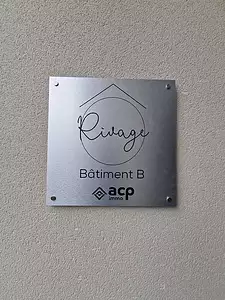 Rivage
Bâtiment B
acp
immo